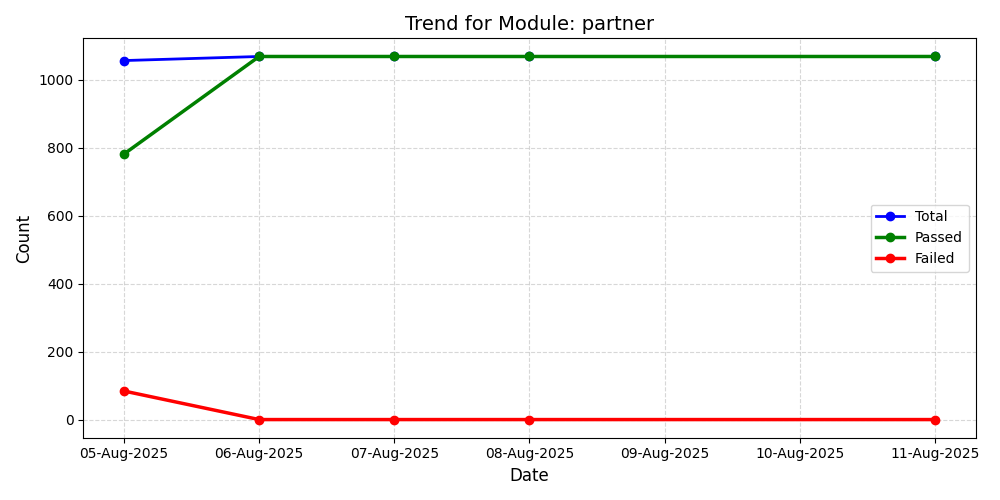 Trend for Module: partner
Count
1000
800
600
400
200
0
Total
Passed
Failed
05-Aug-2025 06-Aug-2025 07-Aug-2025 08-Aug-2025 09-Aug-2025 10-Aug-2025 11-Aug-2025
Date